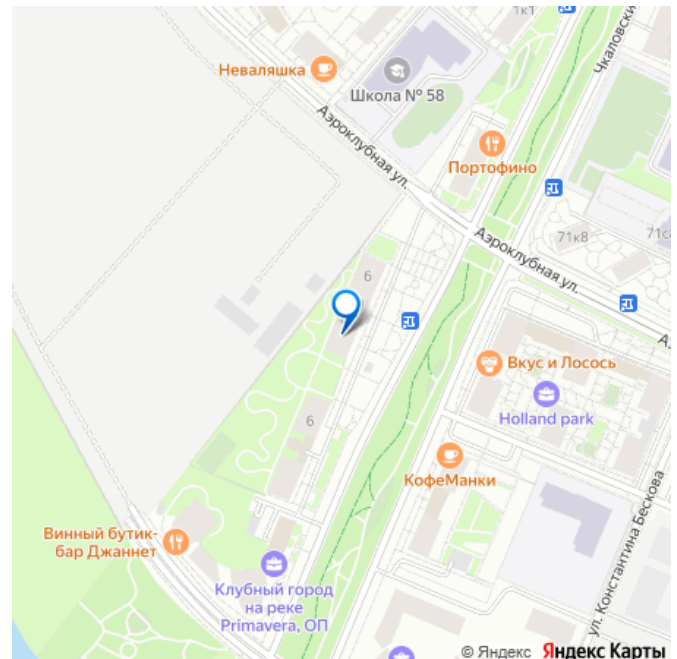 1к1
Чкаловски
Неваляшка
Школа № 58
Аэроклубная ул.
Портофино
Аэроклубная ул.
71к8
71с
6
А
Вкус и Лосось
Holland park
6
КофеМанки
ул. Константина Бескова
Винный бутик-
бар Джаннет
Клубный город
на реке
Primavera, ОП
© Яндекс Яндекс Карты